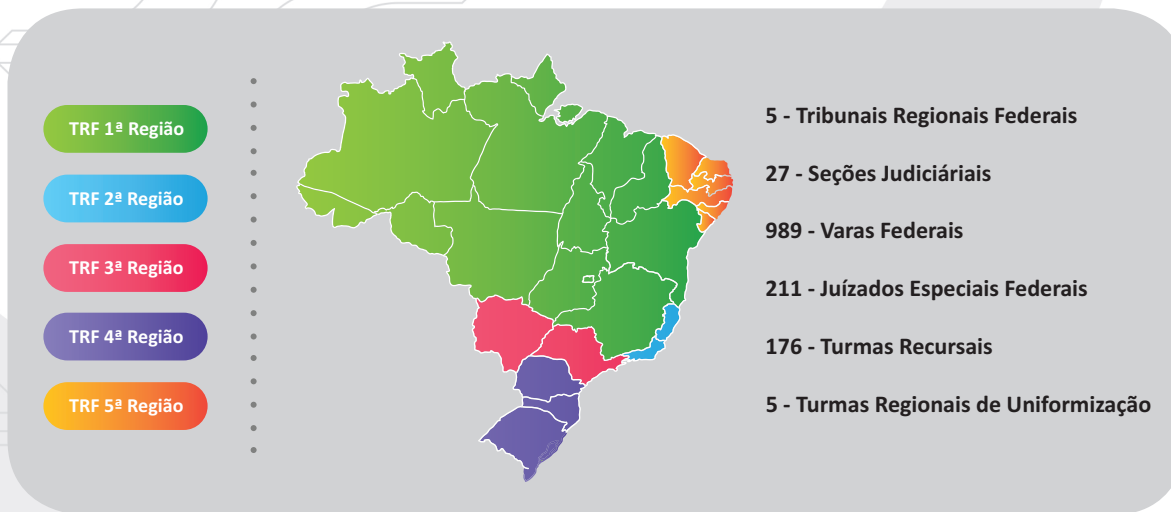 TRF 1ª Região
TRF 2ª Região
TRF 3ª Região
TRF 4ª Região
TRF 5ª Região
5 - Tribunais Regionais Federais
27 - Seções Judiciáriais
989 - Varas Federais
211 - Juízados Especiais Federais
176 - Turmas Recursais
5 - Turmas Regionais de Uniformização